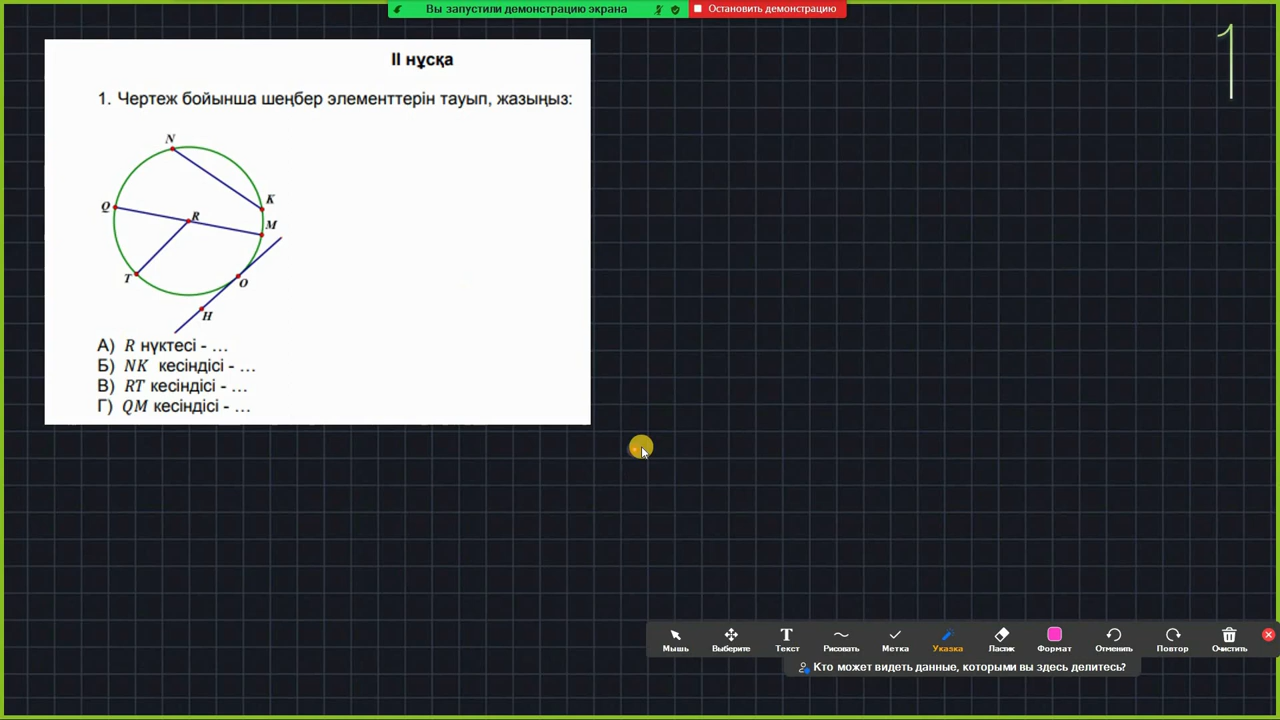 Вы запустили демонстрацию экрана
Остановить демонстрацию
1
II нұсқа
1. Чертеж бойынша шеңбер элементтерін тауып, жазыңыз:
N
K
Q
R
M
T
O
H
А) R нүктесі - …
Б) NK кесіндісі - …
В) RT кесіндісі - …
Г) QM кесіндісі - …
Мышь
Выберите
Текст
Рисовать
Метка
Указка
Ластик
Формат
Отменить
Повтор
Очистить
Кто может видеть данные, которыми вы здесь делитесь?